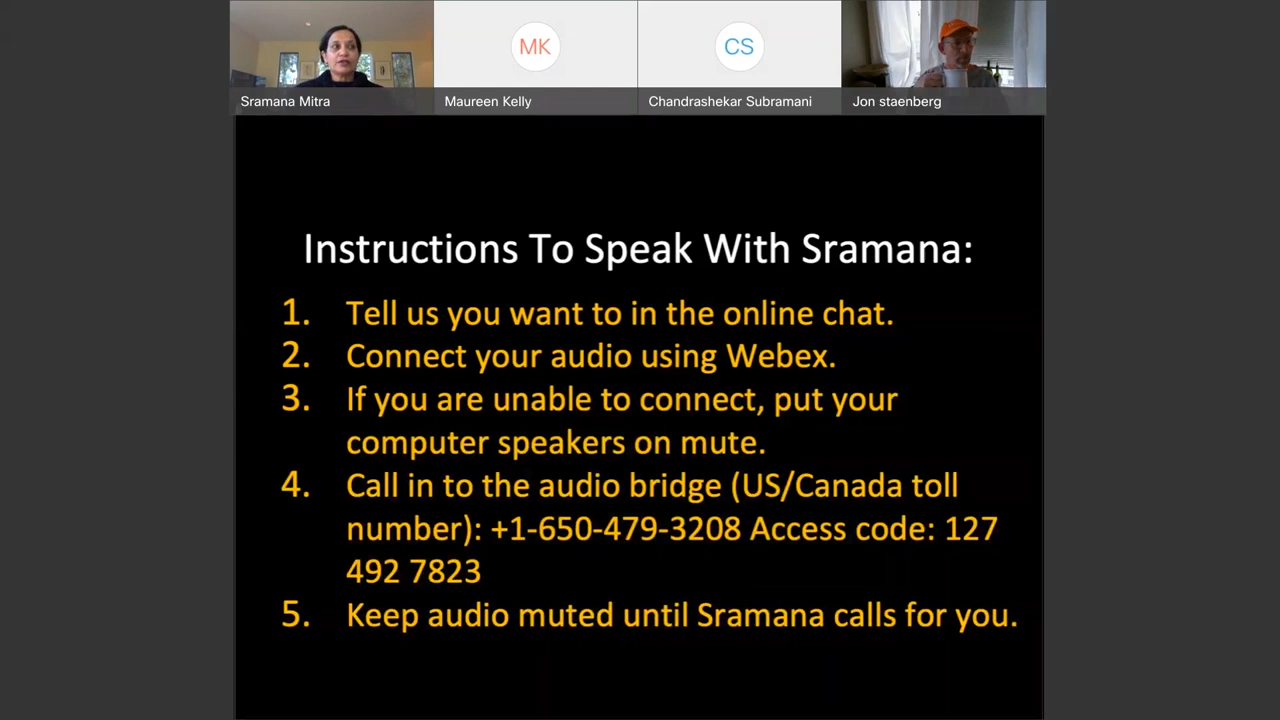 MK
CS
Sramana Mitra
Maureen Kelly
Chandrashekar Subramani
Jon staenberg
Instructions To Speak With Sramana:
1. Tell us you want to in the online chat.
2. Connect your audio using Webex.
3. If you are unable to connect, put your
computer speakers on mute.
4. Call in to the audio bridge (US/Canada toll
number): +1-650-479-3208 Access code: 127
492 7823
5. Keep audio muted until Sramana calls for you.